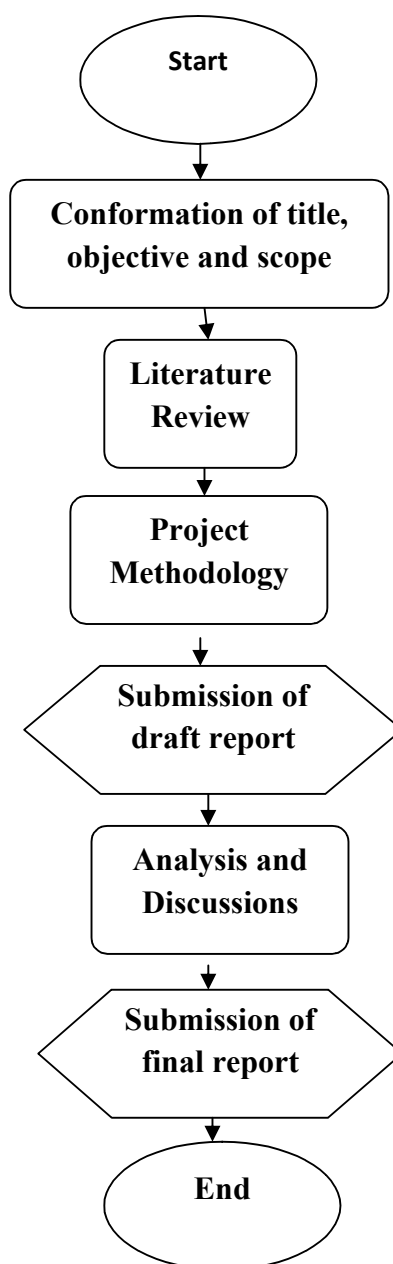 Start
Conformation of title,
objective and scope
Literature
Review
Project
Methodology
Submission of
draft report
Analysis and
Discussions
Submission of
final report
End